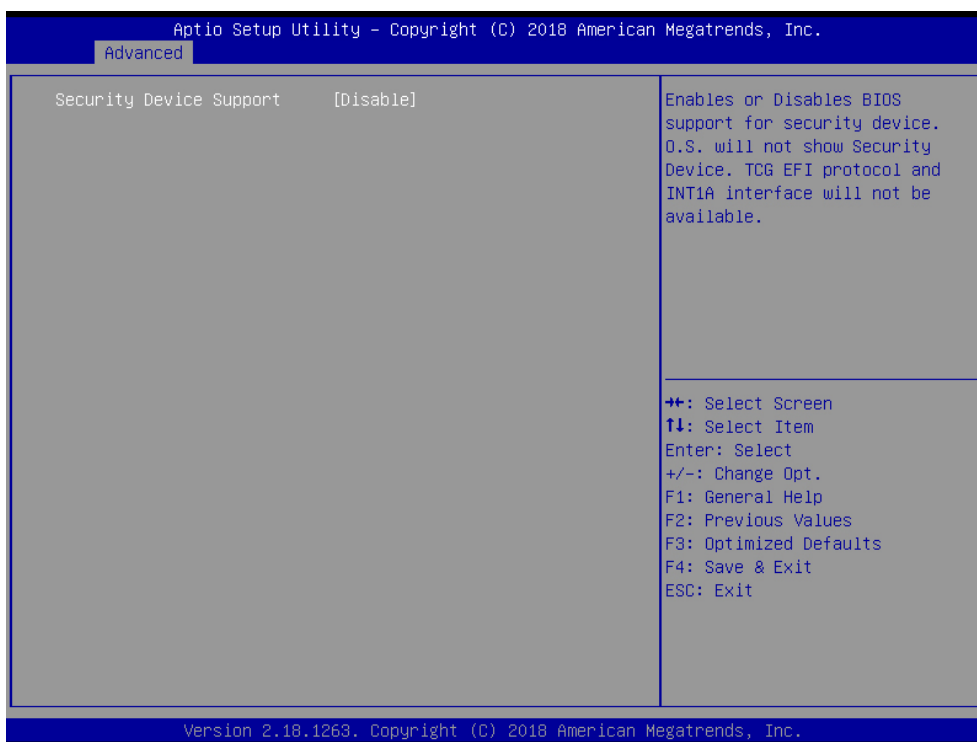 Aptio Setup Utility – Copyright (C) 2018 American Megatrends, Inc.
Advanced
Security Device Support [Disable]
Enables or Disables BIOS
support for security device.
O.S. will not show Security
Device. TCG EFI protocol and
INT1A interface will not be
available.
→←: Select Screen
↑↓: Select Item
Enter: Select
+/-: Change Opt.
F1: General Help
F2: Previous Values
F3: Optimized Defaults
F4: Save & Exit
ESC: Exit
Version 2.18.1263. Copyright (C) 2018 American Megatrends, Inc.